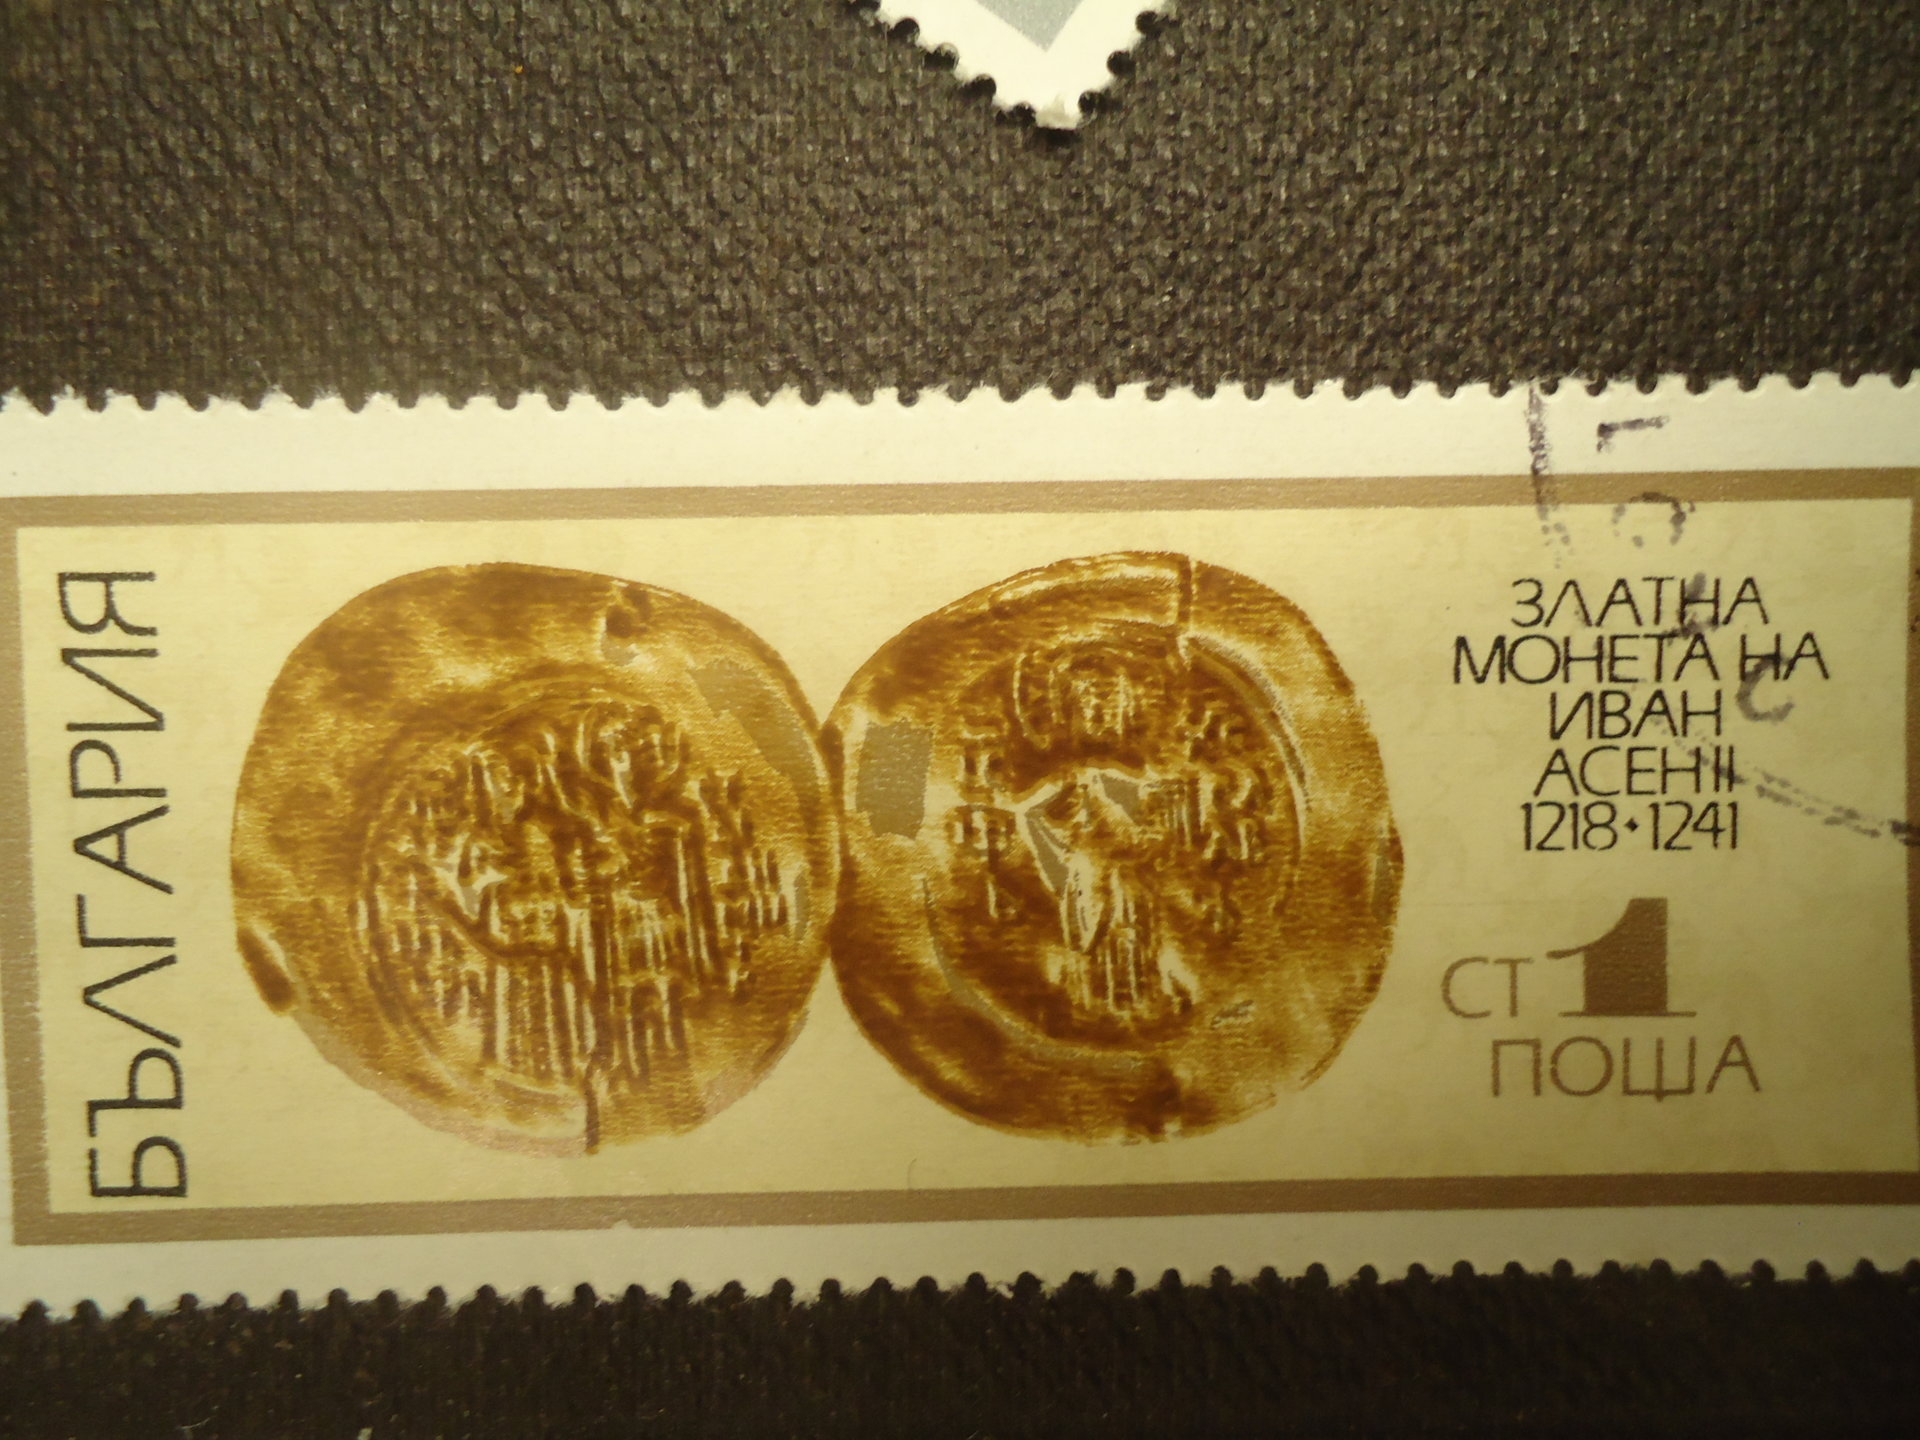 БЪЛГАРИЯ
ЗЛАТНА
МОНЕТА НА
ИВАН
АСЕН II
1218·1241
СТ 1
ПОЩА